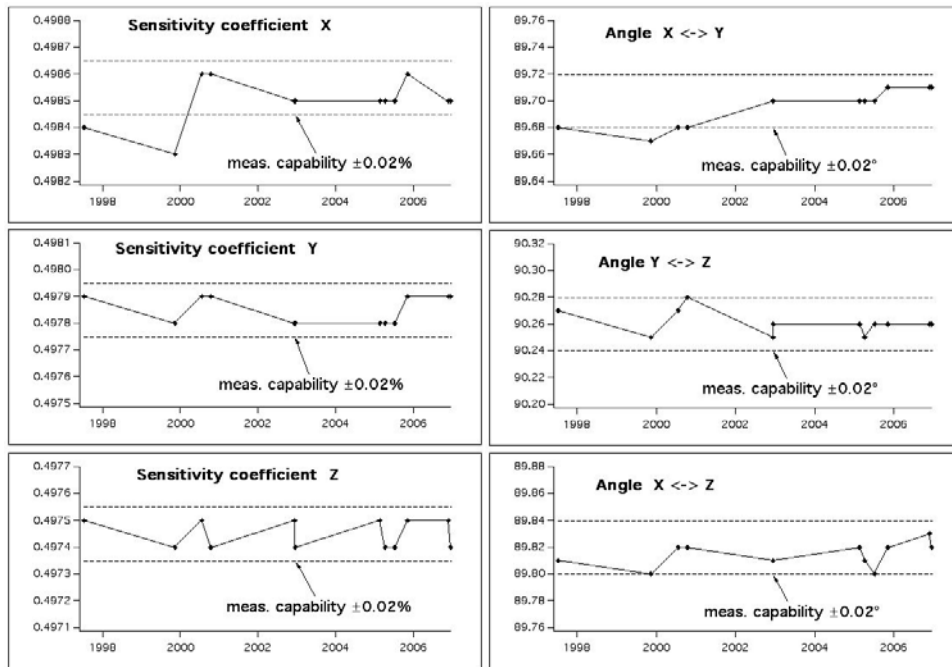 Sensitivity coefficient X
0.4988
0.4987
0.4986
0.4985
0.4984
0.4983
0.4982
meas. capability ±0.02%
1998 2000 2002 2004 2006
Angle X <-> Y
89.76
89.74
89.72
89.70
89.68
89.66
89.64
meas. capability ±0.02°
1998 2000 2002 2004 2006
Sensitivity coefficient Y
0.4981
0.4980
0.4979
0.4978
0.4977
0.4976
0.4975
meas. capability ±0.02%
1998 2000 2002 2004 2006
Angle Y <-> Z
90.32
90.30
90.28
90.26
90.24
90.22
90.20
meas. capability ±0.02°
1998 2000 2002 2004 2006
Sensitivity coefficient Z
0.4977
0.4976
0.4975
0.4974
0.4973
0.4972
0.4971
meas. capability ±0.02%
1998 2000 2002 2004 2006
Angle X <-> Z
89.88
89.86
89.84
89.82
89.80
89.78
89.76
meas. capability ±0.02°
1998 2000 2002 2004 2006